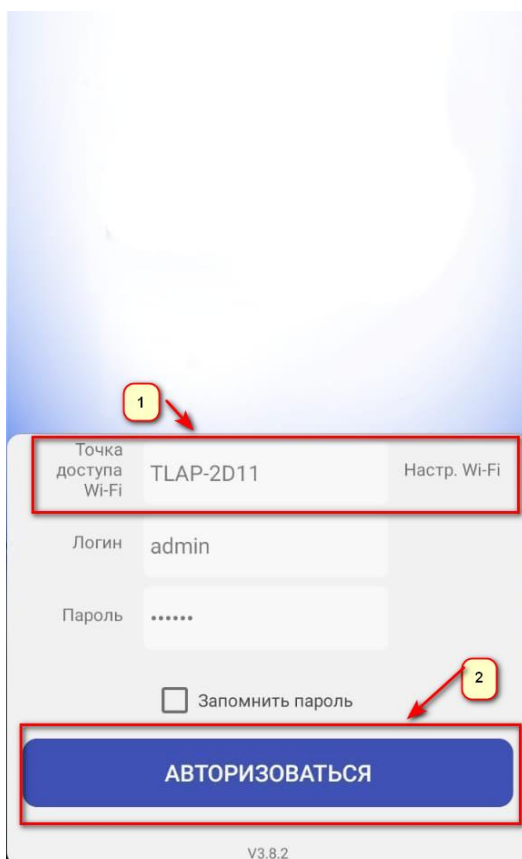 1
Точка
доступа
Wi-Fi
TLAP-2D11
Настр. Wi-Fi
Логин
admin
Пароль
••••••
2
Запомнить пароль
АВТОРИЗОВАТЬСЯ
V3.8.2